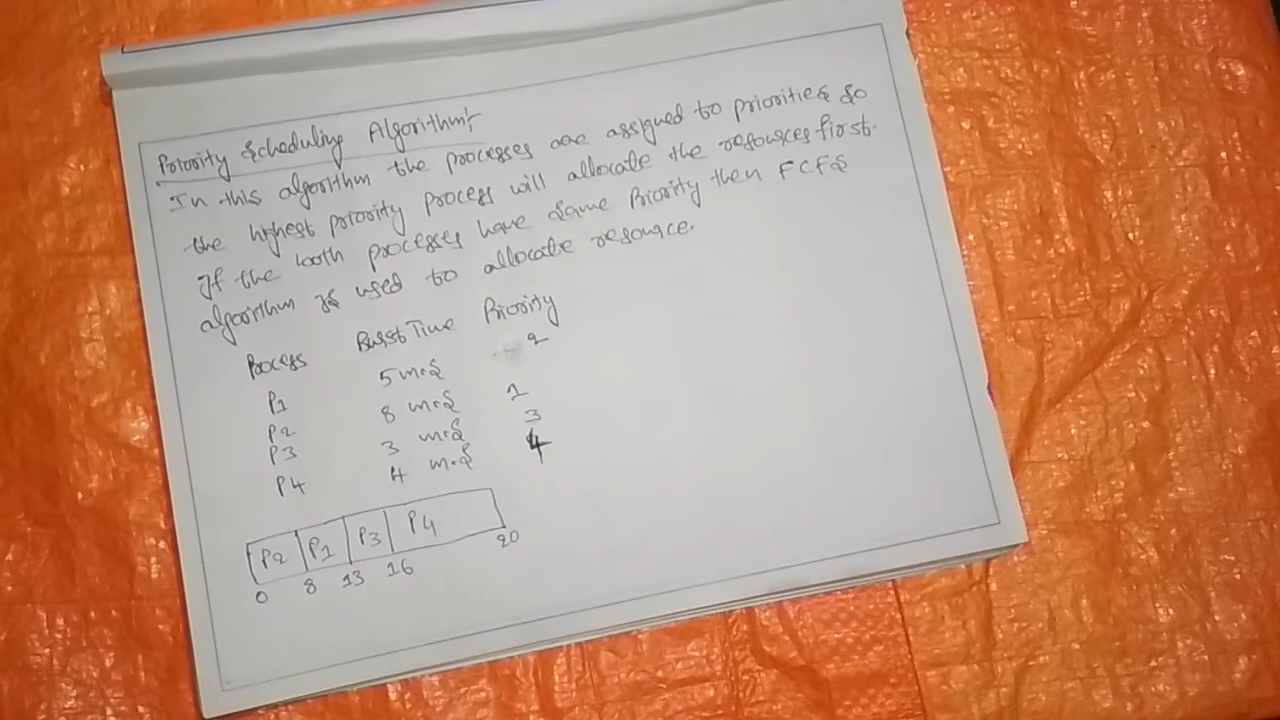 Priority Scheduling Algorithm:
In this algorithm the processes are assigned to priorities so
the highest priority process will allocate the resources first.
If the both processes have same Priority then FCFS
algorithm is used to allocate resource.
Process Burst Time Priority
P1 5 m.s 2
P2 8 m.s 1
P3 3 m.s 3
P4 4 m.s 4
P2 P1 P3 P4
0 8 13 16 20